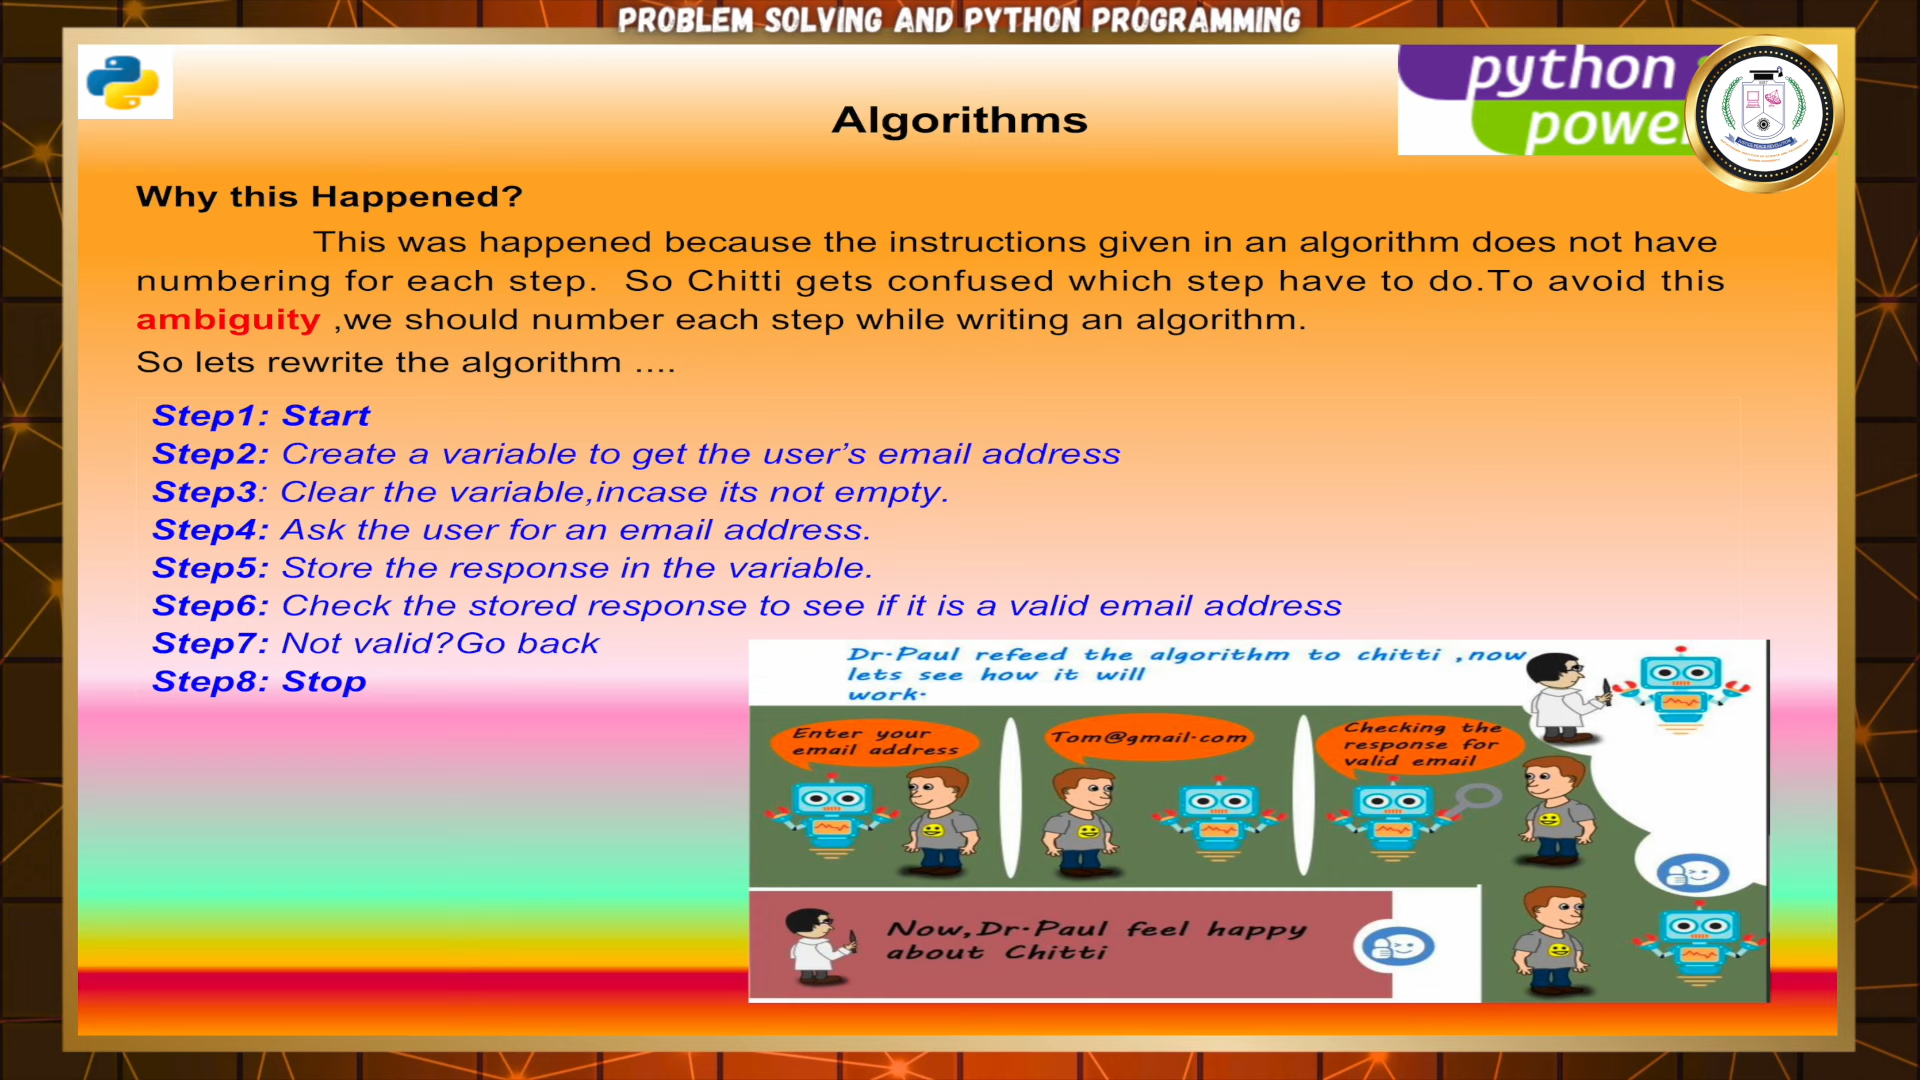 PROBLEM SOLVING AND PYTHON PROGRAMMING
python
powe
Algorithms
Why this Happened?
This was happened because the instructions given in an algorithm does not have
numbering for each step. So Chitti gets confused which step have to do.To avoid this
ambiguity ,we should number each step while writing an algorithm.
So lets rewrite the algorithm ....
Step1: Start
Step2: Create a variable to get the user’s email address
Step3: Clear the variable,incase its not empty.
Step4: Ask the user for an email address.
Step5: Store the response in the variable.
Step6: Check the stored response to see if it is a valid email address
Step7: Not valid?Go back
Step8: Stop
Dr.Paul refeed the algorithm to chitti ,now
lets see how it will
work.
Enter your
email address
Tom@gmail.com
Checking the
response for
valid email
Now,Dr.Paul feel happy
about Chitti